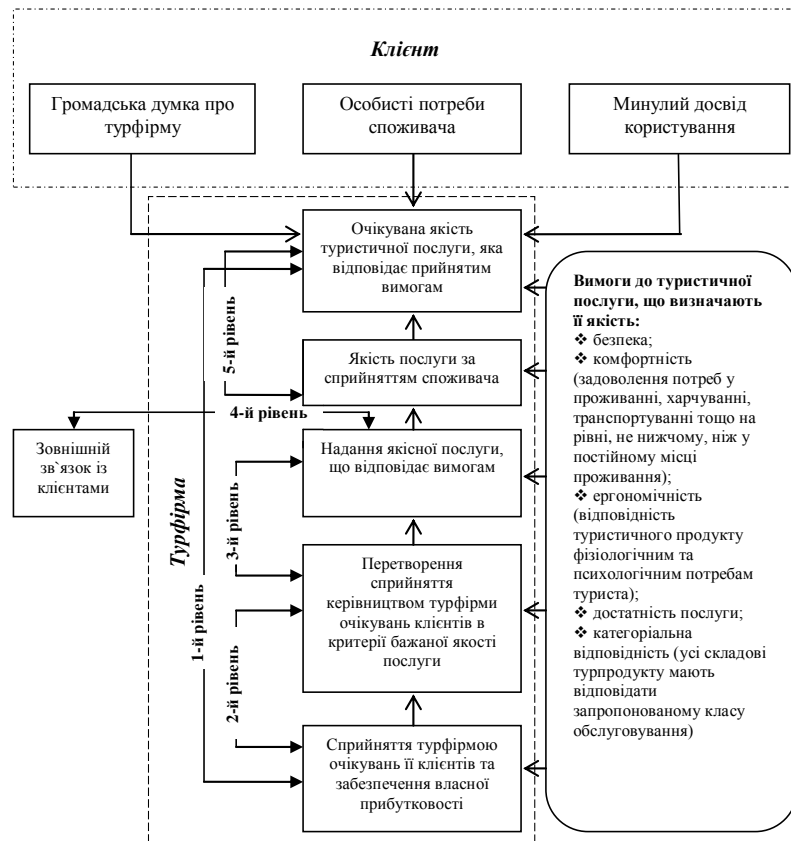 Клієнт
Громадська думка про
турфірму
Особисті потреби
споживача
Минулий досвід
користування
Очікувана якість
туристичної послуги, яка
відповідає прийнятим
вимогам
Якість послуги за
сприйняттям споживача
Надання якісної послуги,
що відповідає вимогам
Перетворення
сприйняття
керівництвом турфірми
очікувань клієнтів в
критерії бажаної якості
послуги
Сприйняття турфірмою
очікувань її клієнтів та
забезпечення власної
прибутковості
Зовнішній
зв`язок із
клієнтами
Турфірма
1-й рівень
2-й рівень
3-й рівень
4-й рівень
5-й рівень
Вимоги до туристичної
послуги, що визначають
її якість:
❖ безпека;
❖ комфортність
(задоволення потреб у
проживанні, харчуванні,
транспортуванні тощо на
рівні, не нижчому, ніж у
постійному місці
проживання);
❖ ергономічність
(відповідність
туристичного продукту
фізіологічним та
психологічним потребам
туриста);
❖ достатність послуги;
❖ категоріальна
відповідність (усі складові
турпродукту мають
відповідати
запропонованому класу
обслуговування)